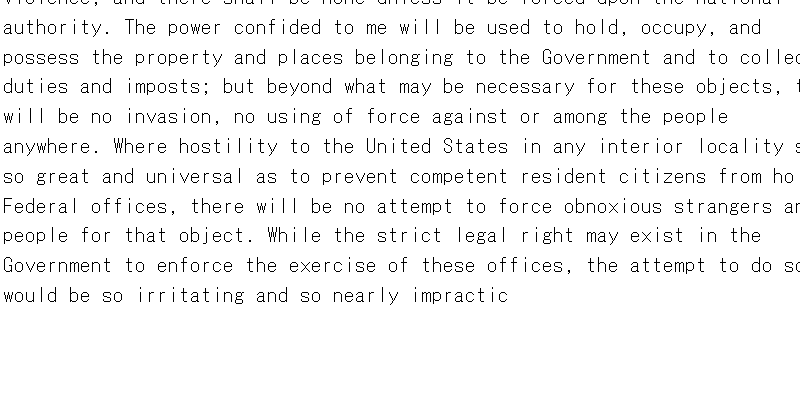 violence, and there shall be none unless it be forced upon the national
authority. The power confided to me will be used to hold, occupy, and
possess the property and places belonging to the Government and to collec
duties and imposts; but beyond what may be necessary for these objects, t
will be no invasion, no using of force against or among the people
anywhere. Where hostility to the United States in any interior locality s
so great and universal as to prevent competent resident citizens from ho
Federal offices, there will be no attempt to force obnoxious strangers an
people for that object. While the strict legal right may exist in the
Government to enforce the exercise of these offices, the attempt to do so
would be so irritating and so nearly impractic